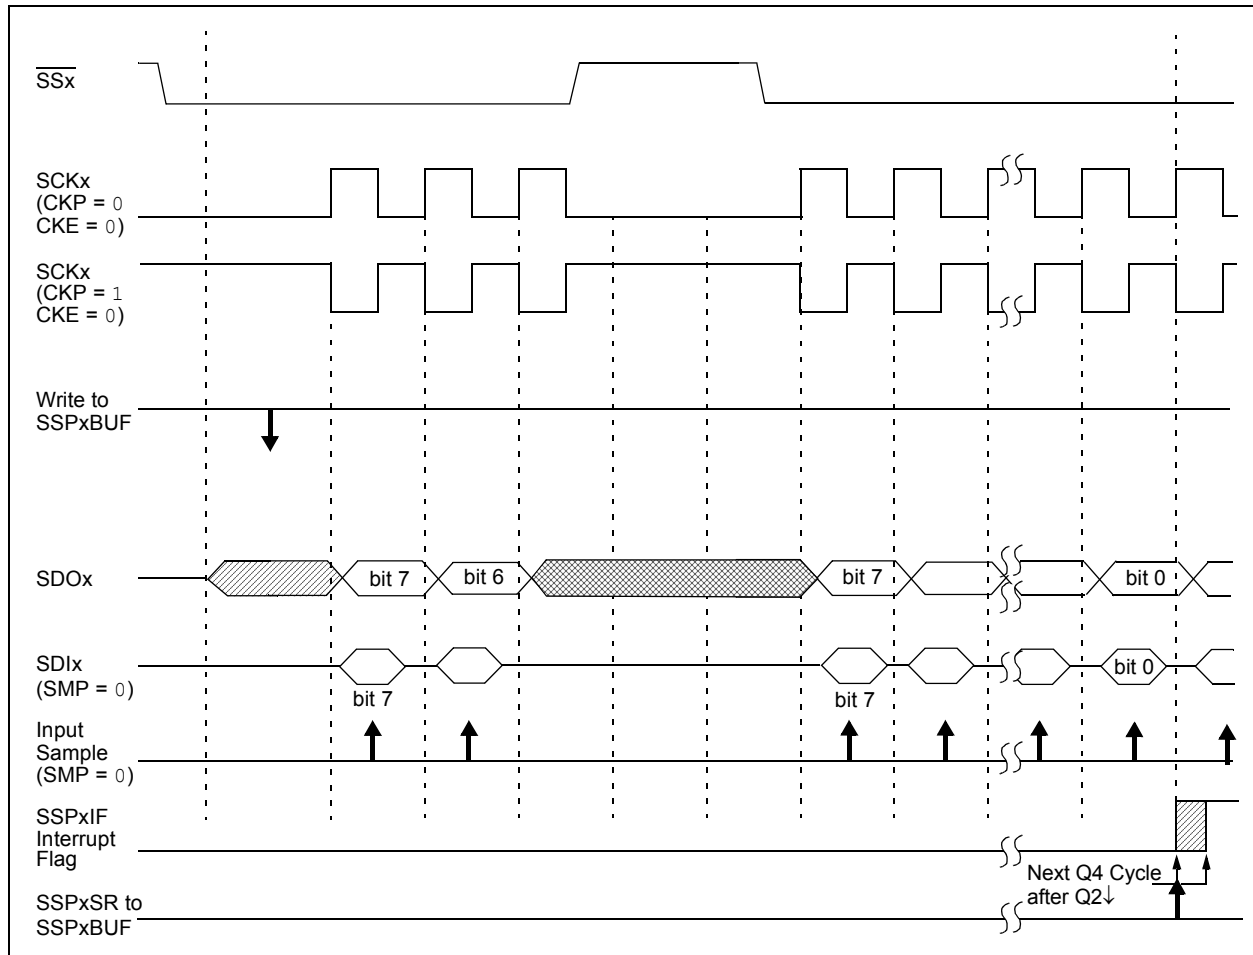 SSx
SCKx
(CKP = 0
CKE = 0)
SCKx
(CKP = 1
CKE = 0)
Write to
SSPxBUF
SDOx
bit 7
bit 6
bit 7
bit 0
SDIx
(SMP = 0)
bit 7
bit 7
bit 0
Input
Sample
(SMP = 0)
SSPxIF
Interrupt
Flag
Next Q4 Cycle
after Q2↓
SSPxSR to
SSPxBUF